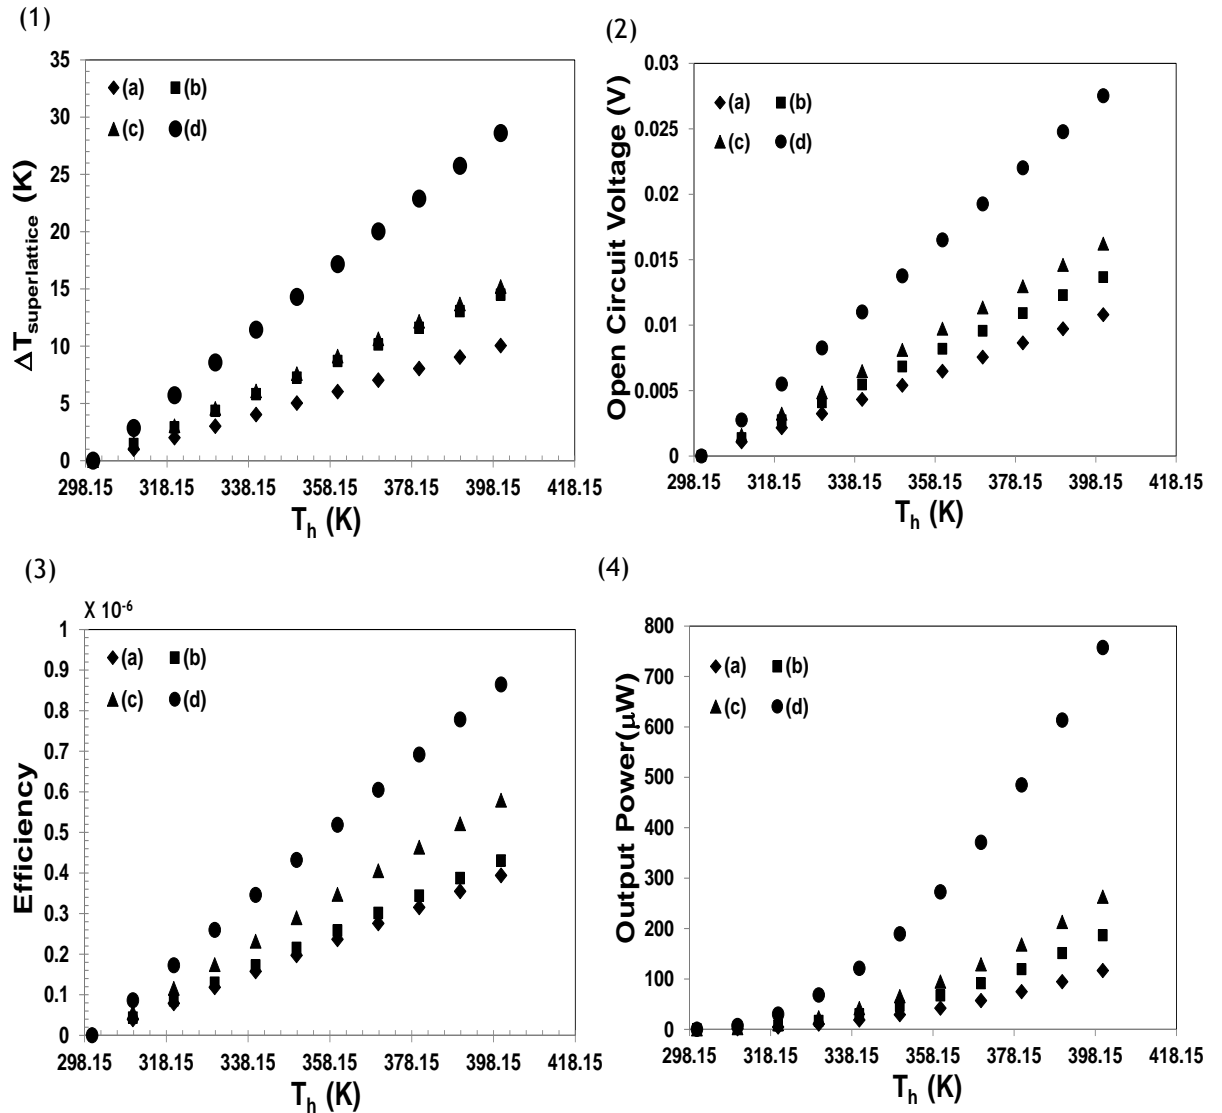 (1)
35
30
25
20
15
10
5
0
ΔTsuperlattice (K)
(a) (b)
(c) (d)
298.15 318.15 338.15 358.15 378.15 398.15 418.15
Th (K)
(2)
0.03
0.025
0.02
0.015
0.01
0.005
0
Open Circuit Voltage (V)
(a) (b)
(c) (d)
298.15 318.15 338.15 358.15 378.15 398.15 418.15
Th (K)
(3)
X 10-6
1
0.9
0.8
0.7
0.6
0.5
0.4
0.3
0.2
0.1
0
Efficiency
(a) (b)
(c) (d)
298.15 318.15 338.15 358.15 378.15 398.15 418.15
Th (K)
(4)
800
700
600
500
400
300
200
100
0
Output Power(μW)
(a) (b)
(c) (d)
298.15 318.15 338.15 358.15 378.15 398.15 418.15
Th (K)